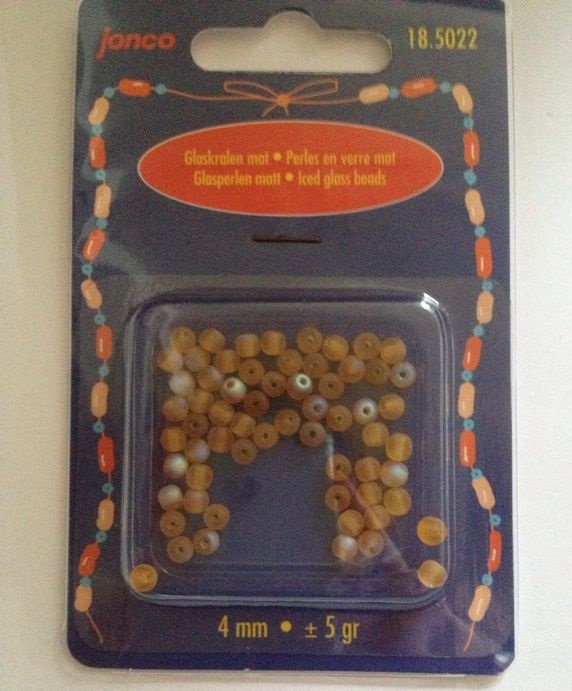 jonco
18.5022
Glaskralen mat • Perles en verre mat
Glasperlen matt • Iced glass beads
4 mm • ± 5 gr